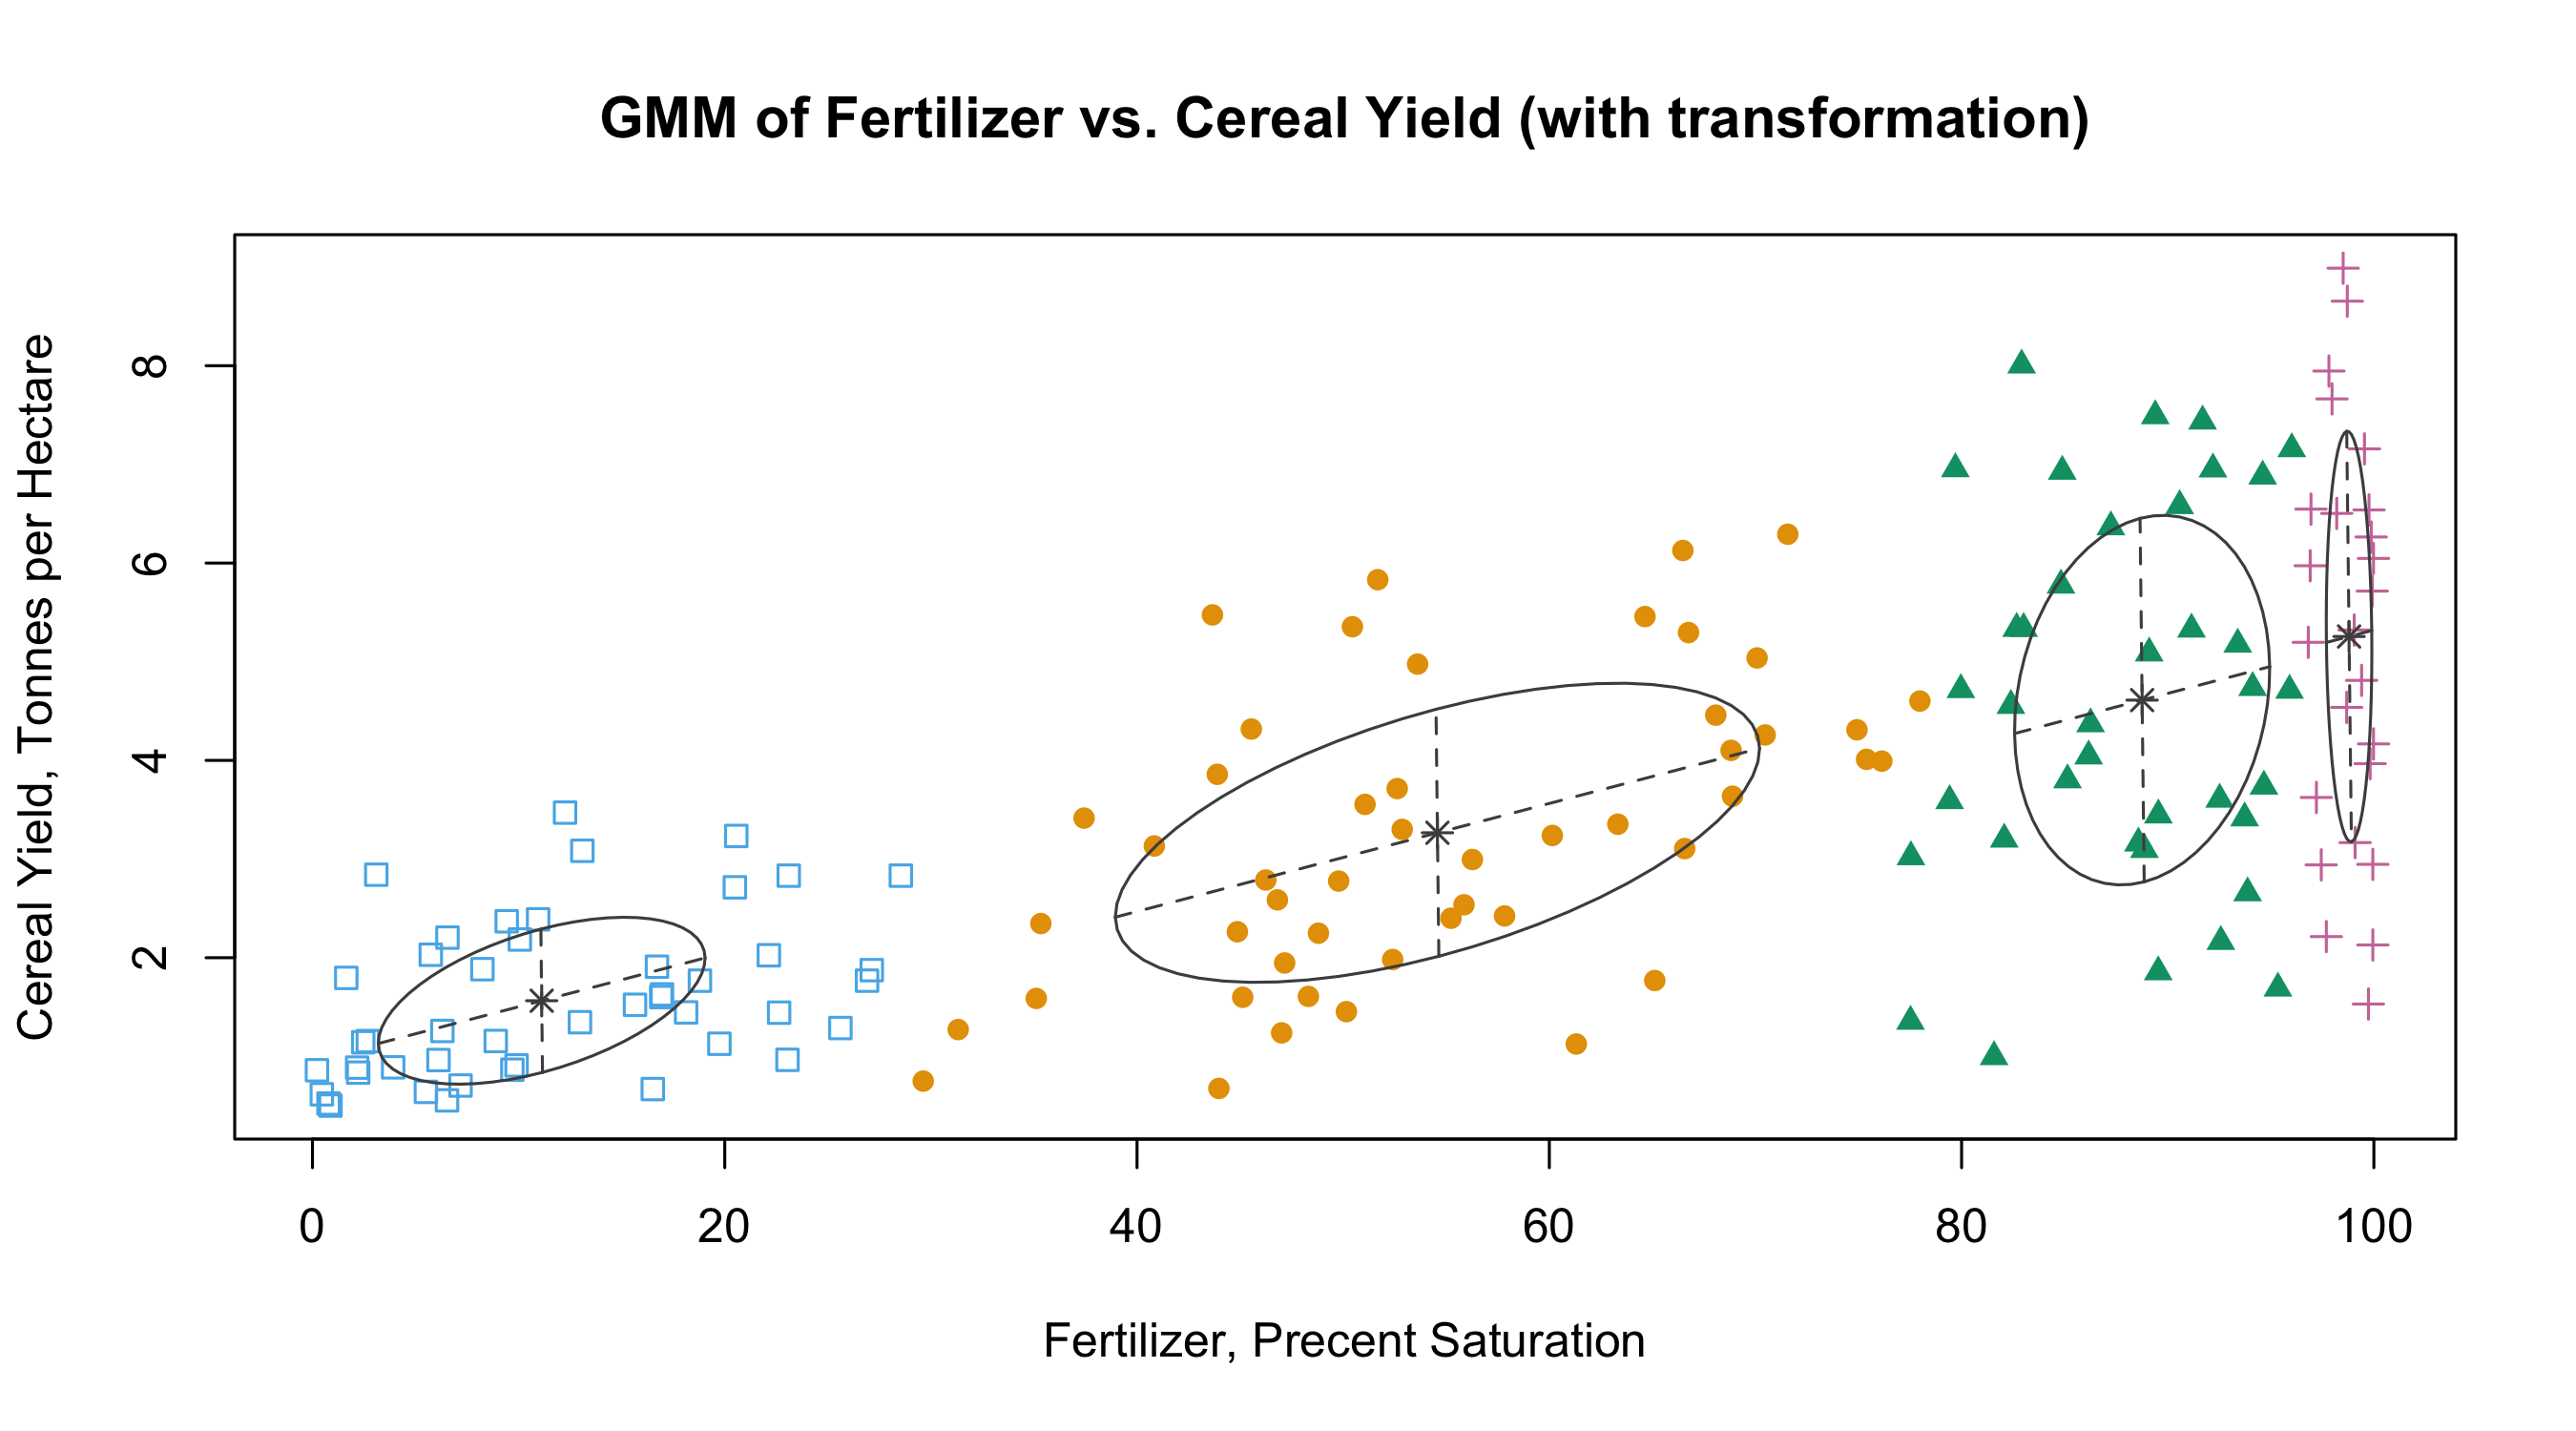 GMM of Fertilizer vs. Cereal Yield (with transformation)
Cereal Yield, Tonnes per Hectare
8
6
4
2
0 20 40 60 80 100
Fertilizer, Precent Saturation